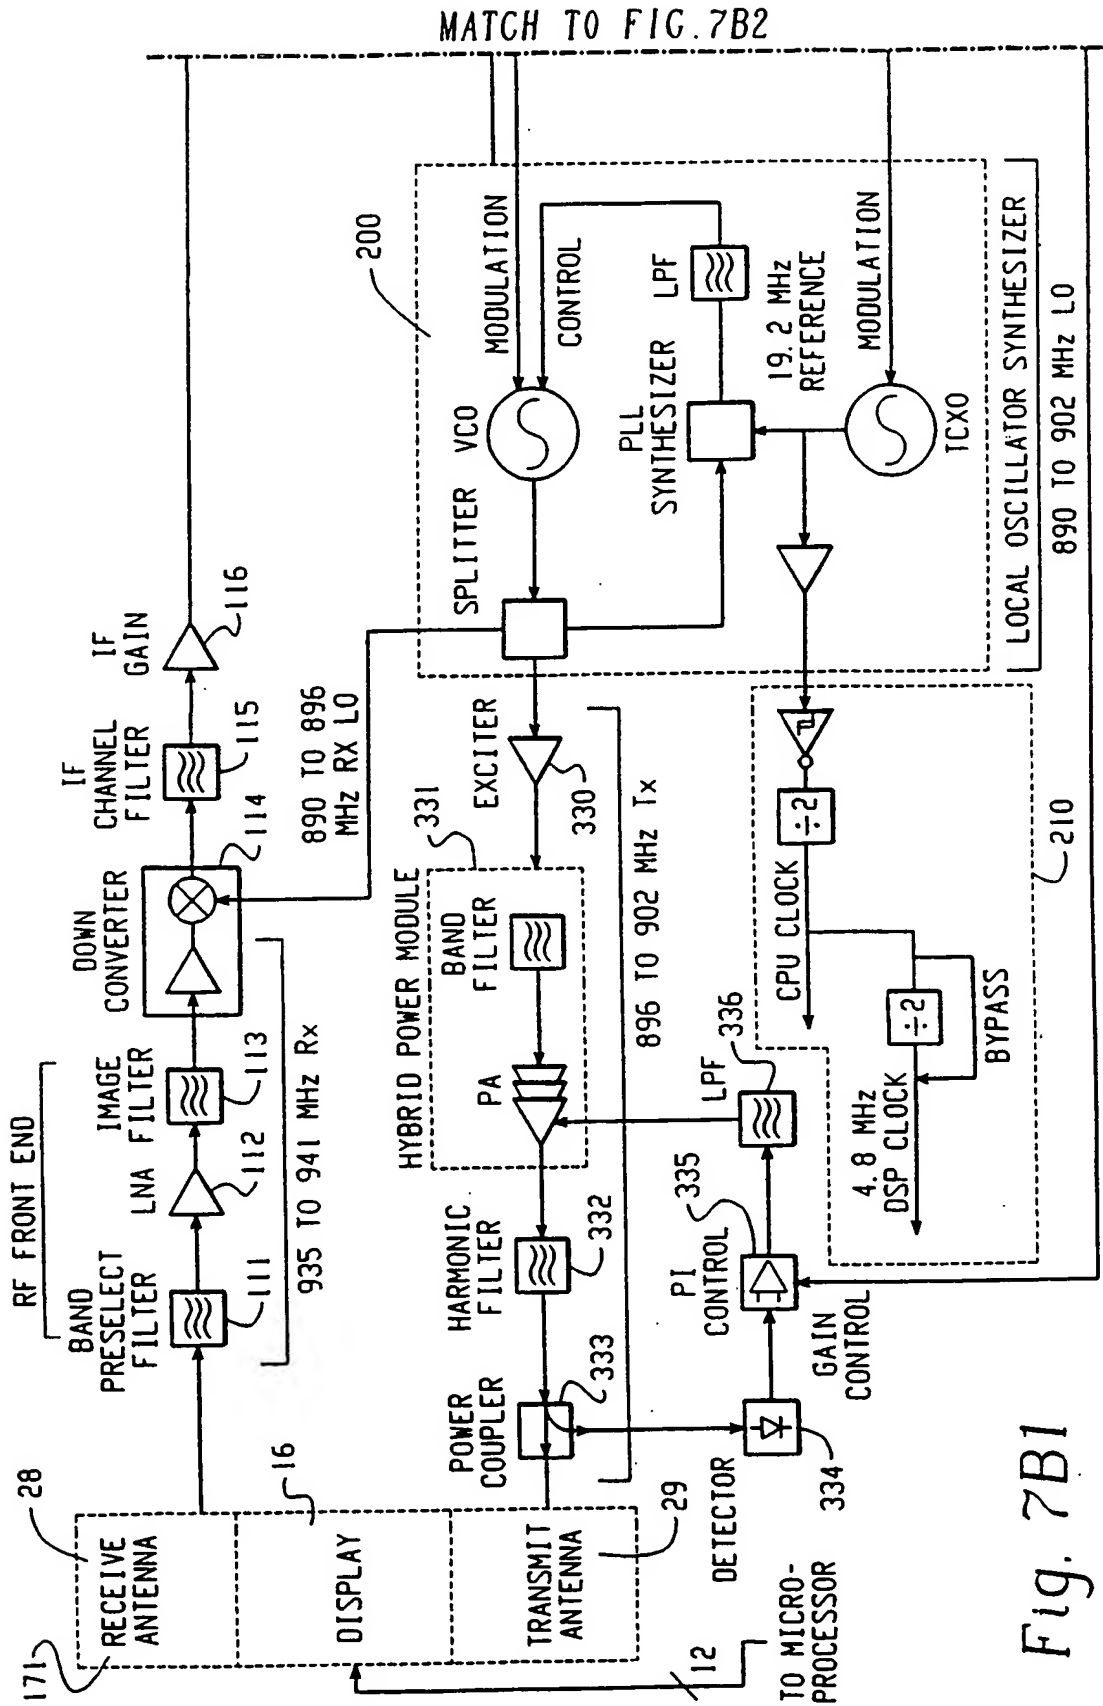 MATCH TO FIG. 7B2
171
28
RECEIVE
ANTENNA
16
DISPLAY
TRANSMIT
ANTENNA
29
12
TO MICRO-
PROCESSOR
RF FRONT END
BAND
PRESELECT
FILTER
111
LNA
112
IMAGE
FILTER
113
935 TO 941 MHz Rx
DOWN
CONVERTER
114
IF
CHANNEL
FILTER
115
IF
GAIN
116
890 TO 896
MHz RX LO
POWER
COUPLER
333
HARMONIC
FILTER
332
HYBRID POWER MODULE
331
PA
BAND
FILTER
EXCITER
330
896 TO 902 MHz Tx
200
SPLITTER
VCO
MODULATION
CONTROL
PLL
SYNTHESIZER
LPF
19.2 MHz
REFERENCE
TCXO
MODULATION
LOCAL OSCILLATOR SYNTHESIZER
890 TO 902 MHz LO
DETECTOR
334
PI
CONTROL
335
GAIN
CONTROL
LPF
336
CPU CLOCK
÷2
4.8 MHz
DSP CLOCK
÷2
BYPASS
210
Fig. 7B1